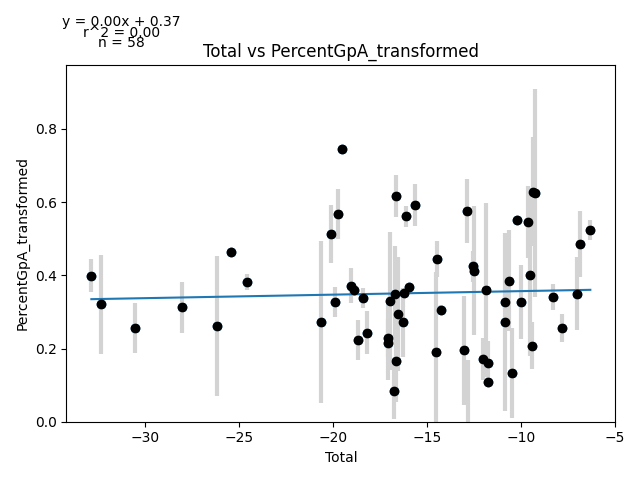 y = 0.00x + 0.37
r^2 = 0.00
n = 58
Total vs PercentGpA_transformed
PercentGpA_transformed
0.8
0.6
0.4
0.2
0.0
−30 −25 −20 −15 −10 −5
Total